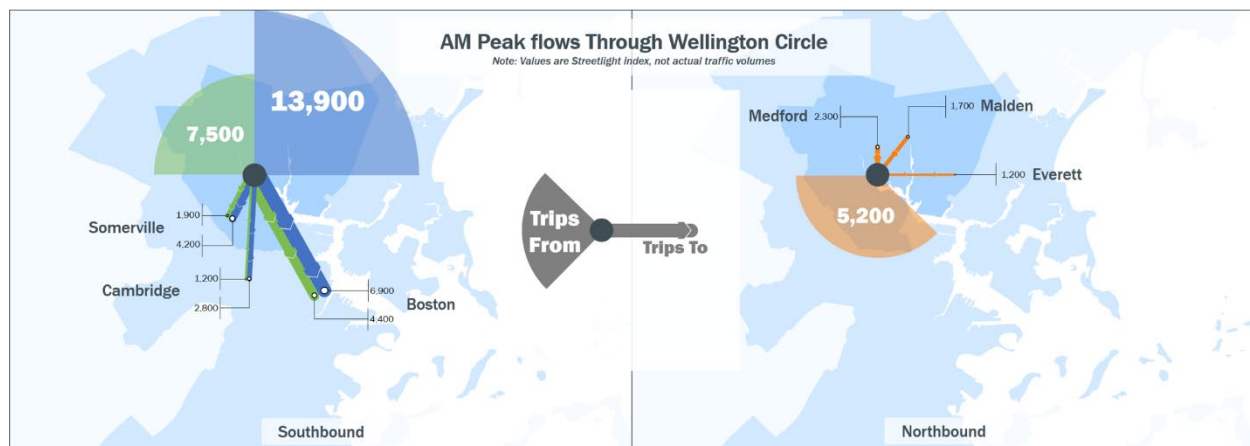 AM Peak flows Through Wellington Circle
Note: Values are Streetlight index, not actual traffic volumes
13,900
7,500
Somerville
1,900
4,200
Cambridge
1,200
2,800
6,900
Boston
4,400
Southbound
Trips
From
Trips To
Medford
2,300
1,700
Malden
1,200
Everett
5,200
Northbound